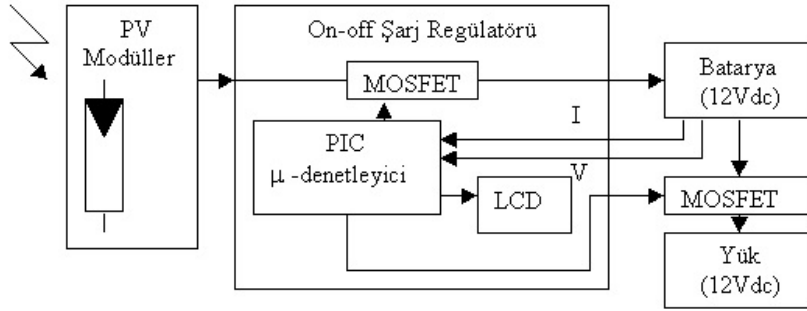 PV
Modüller
On-off Şarj Regülatörü
MOSFET
PIC
µ -denetleyici
LCD
I
V
Batarya
(12Vdc)
MOSFET
Yük
(12Vdc)